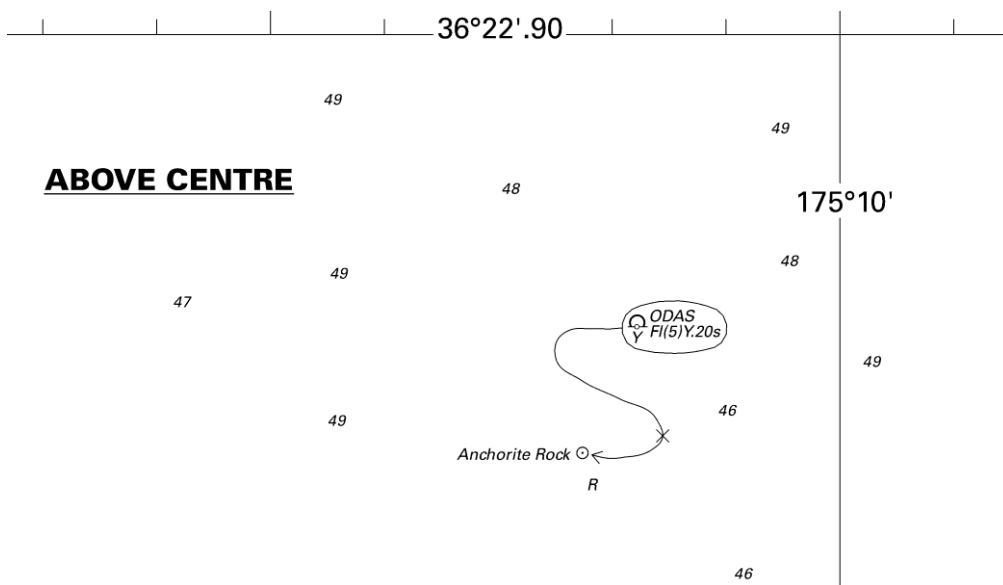 36°22'.90
49
49
ABOVE CENTRE
48
175°10'
48
49
47
ODAS
Fl(5)Y.20s
Y
49
46
49
Anchorite Rock
R
46